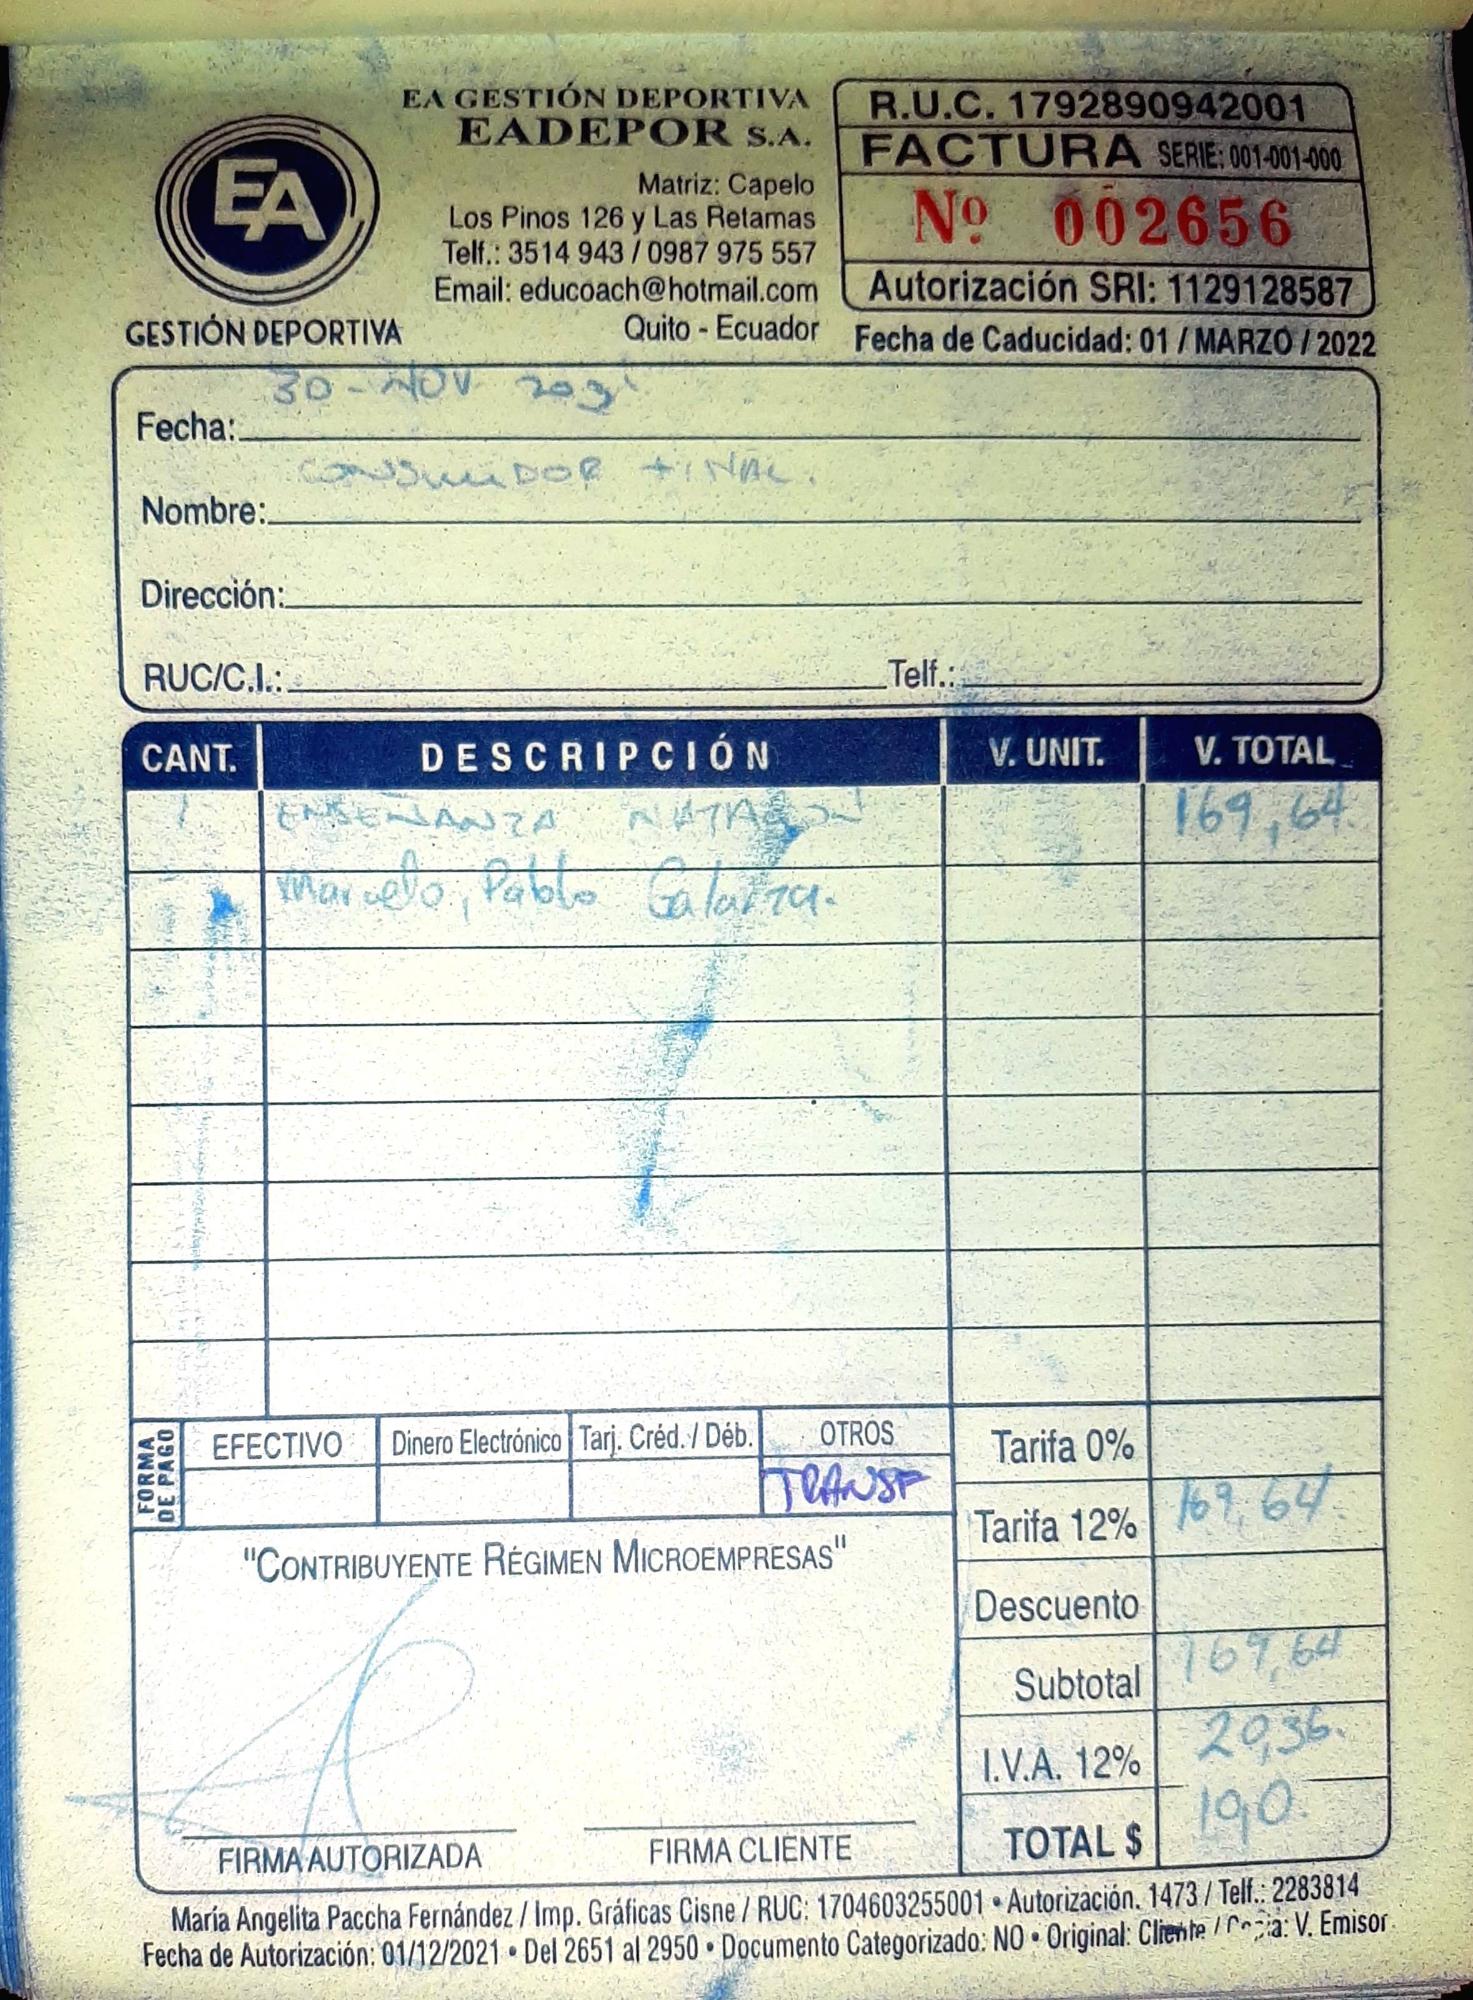 EA GESTIÓN DEPORTIVA
EADEPOR S.A.
Matriz: Capelo
Los Pinos 126 y Las Retamas
Telf.: 3514 943 / 0987 975 557
Email: educoach@hotmail.com
Quito - Ecuador
EA
GESTIÓN DEPORTIVA
R.U.C. 1792890942001
FACTURA SERIE: 001-001-000
Nº 002656
Autorización SRI: 1129128587
Fecha de Caducidad: 01 / MARZO / 2022
Fecha: 30-NOV 2021
Nombre: CONSUMIDOR FINAL.
Dirección:
RUC/C.I.: Telf.:
CANT. DESCRIPCIÓN V. UNIT. V. TOTAL
1 ENSEÑANZA NATACIÓN 169,64.
Marcelo, Pablo Galarza.
FORMA DE PAGO
EFECTIVO Dinero Electrónico Tarj. Créd. / Déb. OTROS
TRANSF
Tarifa 0%
Tarifa 12% 169,64.
Descuento
Subtotal 169,64
I.V.A. 12% 20,36.
TOTAL $ 190.
"CONTRIBUYENTE RÉGIMEN MICROEMPRESAS"
FIRMA AUTORIZADA FIRMA CLIENTE
María Angelita Paccha Fernández / Imp. Gráficas Cisne / RUC: 1704603255001 • Autorización. 1473 / Telf.: 2283814
Fecha de Autorización: 01/12/2021 • Del 2651 al 2950 • Documento Categorizado: NO • Original: Cliente / Copia: V. Emisor